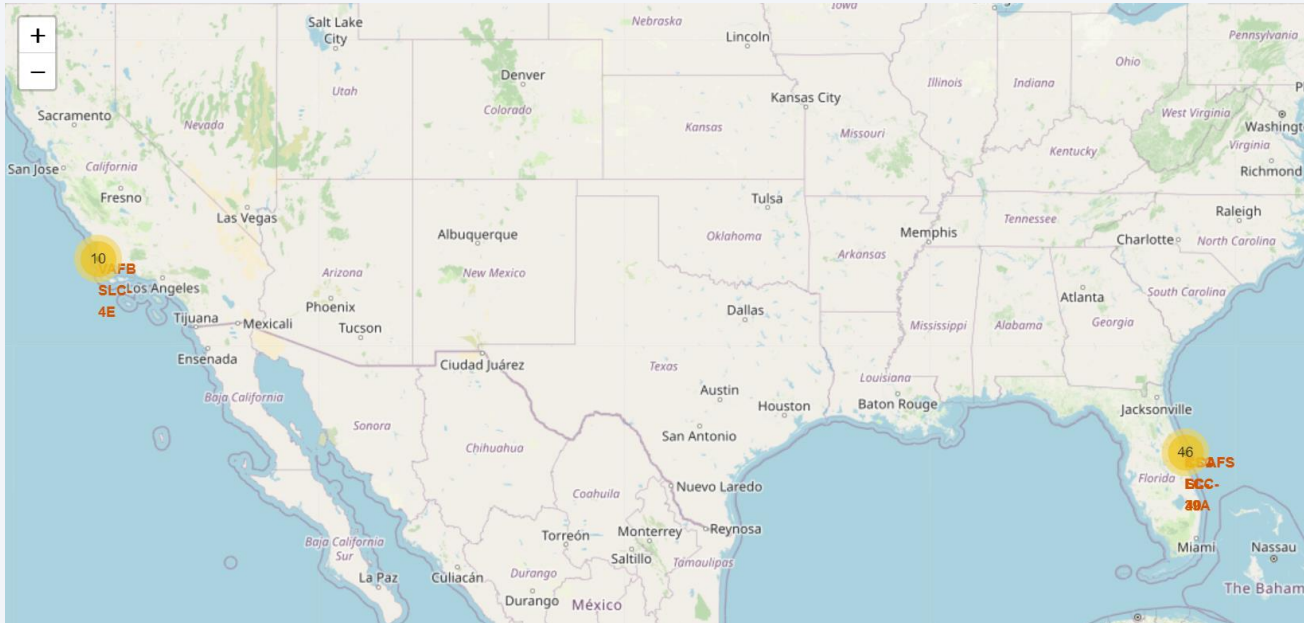 +
−
Salt Lake
City
Nebraska
Iowa
Lincoln
Pennsylvania
Denver
Utah
Colorado
Illinois
Indiana
Ohio
Kansas City
Sacramento
Nevada
Kansas
Missouri
West Virginia
Washingt
San Jose
California
Kentucky
Virginia
Richmond
Fresno
Las Vegas
Tulsa
Raleigh
Albuquerque
Oklahoma
Memphis
Tennessee
Charlotte
North Carolina
10
VAFB
SLC-
4E
Los Angeles
Arizona
New Mexico
Arkansas
Phoenix
Dallas
Atlanta
South Carolina
Tijuana
Mexicali
Tucson
Mississippi
Alabama
Georgia
Ensenada
Ciudad Juárez
Texas
Baja California
Austin
Louisiana
Houston
Baton Rouge
Jacksonville
Sonora
San Antonio
Chihuahua
46
AFS
Florida
Nuevo Laredo
Coahuila
Torreón
Monterrey
Reynosa
Baja California
Sur
Saltillo
Tamaulipas
Miami
Nassau
La Paz
Culiacán
Durango
Durango
México
The Baham